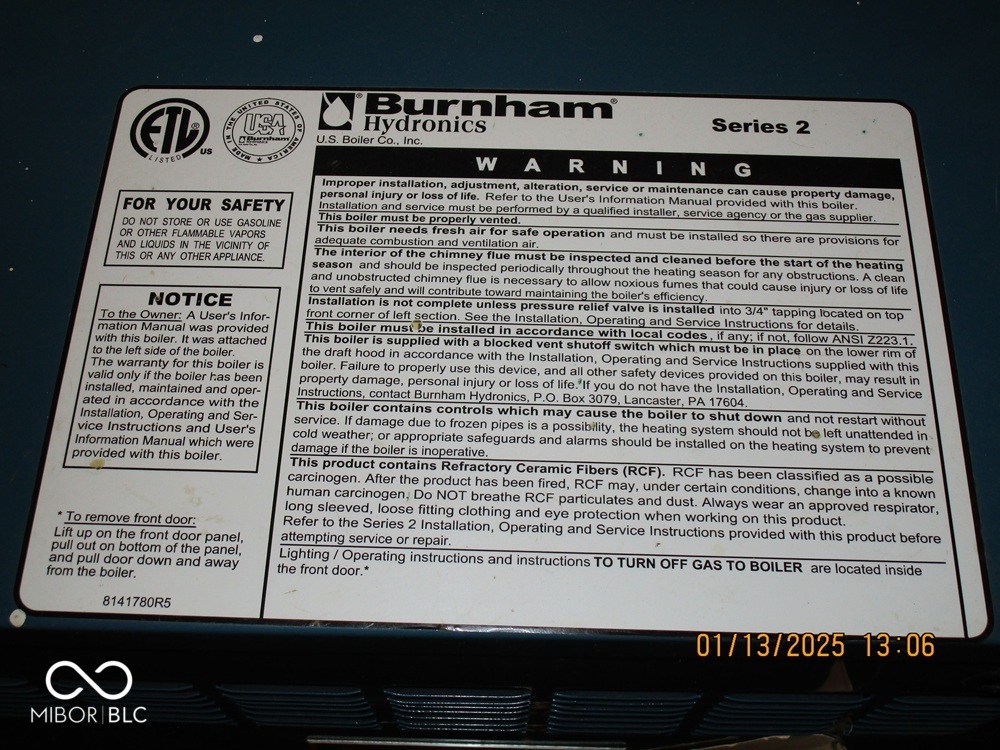 ETL
®
LISTED
US
MADE IN THE UNITED STATES OF AMERICA
USA
Burnham
Burnham®
Hydronics
U.S. Boiler Co., Inc.
Series 2
FOR YOUR SAFETY
DO NOT STORE OR USE GASOLINE
OR OTHER FLAMMABLE VAPORS
AND LIQUIDS IN THE VICINITY OF
THIS OR ANY OTHER APPLIANCE.
NOTICE
To the Owner: A User's Infor-
mation Manual was provided
with this boiler. It was attached
to the left side of the boiler.
The warranty for this boiler is
valid only if the boiler has been
installed, maintained and oper-
ated in accordance with the
Installation, Operating and Ser-
vice Instructions and User's
Information Manual which were
provided with this boiler.
* To remove front door:
Lift up on the front door panel,
pull out on bottom of the panel,
and pull door down and away
from the boiler.
8141780R5
WARNING
Improper installation, adjustment, alteration, service or maintenance can cause property damage,
personal injury or loss of life. Refer to the User's Information Manual provided with this boiler.
Installation and service must be performed by a qualified installer, service agency or the gas supplier.
This boiler must be properly vented.
This boiler needs fresh air for safe operation and must be installed so there are provisions for
adequate combustion and ventilation air.
The interior of the chimney flue must be inspected and cleaned before the start of the heating
season and should be inspected periodically throughout the heating season for any obstructions. A clean
and unobstructed chimney flue is necessary to allow noxious fumes that could cause injury or loss of life
to vent safely and will contribute toward maintaining the boiler's efficiency.
Installation is not complete unless pressure relief valve is installed into 3/4" tapping located on top
front corner of left section. See the Installation, Operating and Service Instructions for details.
This boiler must be installed in accordance with local codes, if any; if not, follow ANSI Z223.1.
This boiler is supplied with a blocked vent shutoff switch which must be in place on the lower rim of
the draft hood in accordance with the Installation, Operating and Service Instructions supplied with this
boiler. Failure to properly use this device, and all other safety devices provided on this boiler, may result in
property damage, personal injury or loss of life. If you do not have the Installation, Operating and Service
Instructions, contact Burnham Hydronics, P.O. Box 3079, Lancaster, PA 17604.
This boiler contains controls which may cause the boiler to shut down and not restart without
service. If damage due to frozen pipes is a possibility, the heating system should not be left unattended in
cold weather; or appropriate safeguards and alarms should be installed on the heating system to prevent
damage if the boiler is inoperative.
This product contains Refractory Ceramic Fibers (RCF). RCF has been classified as a possible
carcinogen. After the product has been fired, RCF may, under certain conditions, change into a known
human carcinogen. Do NOT breathe RCF particulates and dust. Always wear an approved respirator,
long sleeved, loose fitting clothing and eye protection when working on this product.
Refer to the Series 2 Installation, Operating and Service Instructions provided with this product before
attempting service or repair.
Lighting / Operating instructions and instructions TO TURN OFF GAS TO BOILER are located inside
the front door.*
01/13/2025 13:06
MIBOR|BLC